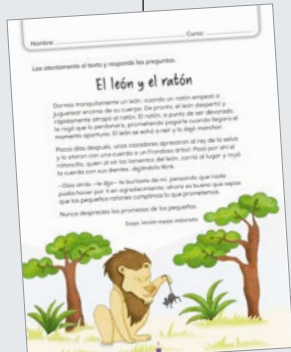 Nombre: Curso:
Lee atentamente el texto y responde las preguntas.
El león y el ratón
Dormía tranquilamente un león, cuando un ratón empezó a
juguetear encima de su cuerpo. De pronto, el león despertó y
rápidamente atrapó al ratón. El ratón, a punto de ser devorado,
le rogó que lo perdonara, prometiendo pagarle cuando llegara el
momento oportuno. El león se echó a reír y lo dejó marchar.
Pocos días después, unos cazadores apresaron al rey de la selva
y lo ataron con una cuerda a un frondoso árbol. Pasó por ahí el
ratoncillo, quien al oír los lamentos del león, corrió al lugar y royó
la cuerda con sus dientes, dejándolo libre.
–Días atrás –le dijo– te burlaste de mí, pensando que nada
podría hacer por ti en agradecimiento, ahora es bueno que sepas
que los pequeños ratones cumplimos lo que prometemos.
Nunca desprecies las promesas de los pequeños.
Esopo. Versión equipo elaborador.